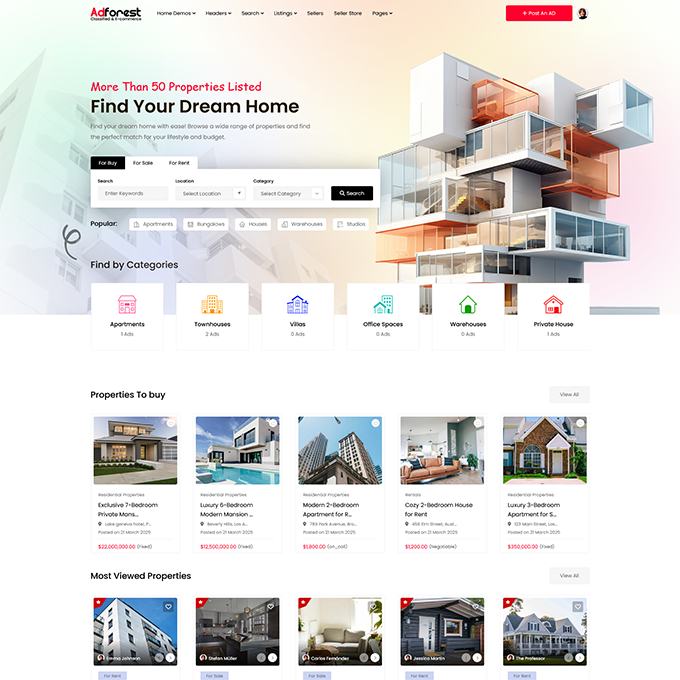 Adforest
Classified & E-commerce
Home Demos
Headers
Search
Listings
Sellers
Seller Store
Pages
+ Post An AD
More Than 50 Properties Listed
Find Your Dream Home
Find your dream home with ease! Browse a wide range of properties and find
the perfect match for your lifestyle and budget.
For Buy
For Sale
For Rent
Search
Location
Category
Enter Keywords
Select Location
Select Category
Search
Popular:
Apartments
Bungalows
Houses
Warehouses
Studios
Find by Categories
Apartments
Townhouses
Villas
Office Spaces
Warehouses
Private House
1 Ads
2 Ads
0 Ads
0 Ads
0 Ads
1 Ads
Properties To buy
View All
Residential Properties
Exclusive 7-Bedroom
Private Mans...
Lake geneva hotel, P...
Posted on 21 March 2025
$22,000,000.00 (Fixed)
Residential Properties
Luxury 6-Bedroom
Modern Mansion ...
Beverly Hills, Los A...
Posted on 21 March 2025
$12,500,000.00 (Fixed)
Residential Properties
Modern 2-Bedroom
Apartment for R...
789 Park Avenue, Bro...
Posted on 21 March 2025
$1,800.00 (on_call)
Rentals
Cozy 2-Bedroom House
for Rent
456 Elm Street, Aust...
Posted on 21 March 2025
$1,200.00 (Negotiable)
Residential Properties
Luxury 3-Bedroom
Apartment for S...
123 Main Street, Los...
Posted on 21 March 2025
$350,000.00 (Fixed)
Most Viewed Properties
View All
Emma Johnson
Stefan Müller
Carlos Fernández
Jessica Martin
The Professor
For Rent
For Sale
For Sale
For Rent
For Rent